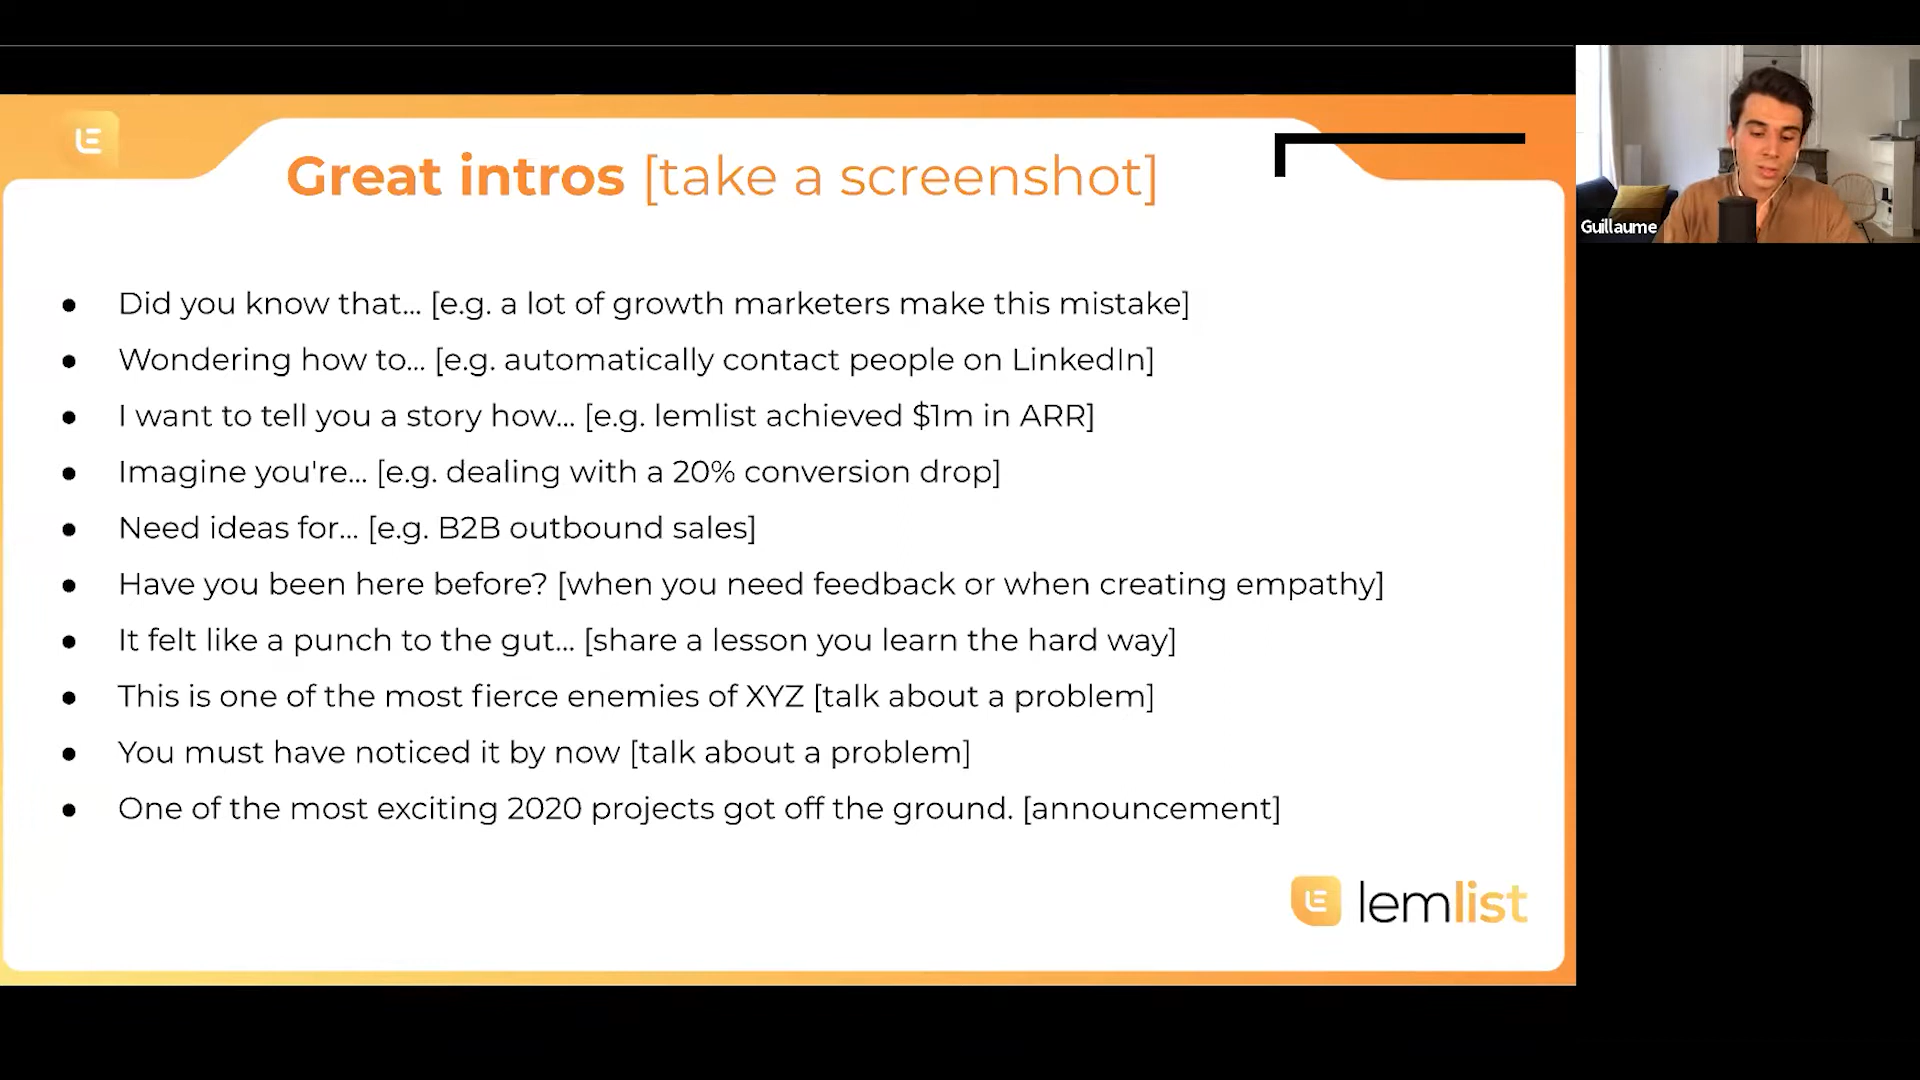 Great intros [take a screenshot]
Guillaume
● Did you know that... [e.g. a lot of growth marketers make this mistake]
● Wondering how to... [e.g. automatically contact people on LinkedIn]
● I want to tell you a story how... [e.g. lemlist achieved $1m in ARR]
● Imagine you're... [e.g. dealing with a 20% conversion drop]
● Need ideas for... [e.g. B2B outbound sales]
● Have you been here before? [when you need feedback or when creating empathy]
● It felt like a punch to the gut... [share a lesson you learn the hard way]
● This is one of the most fierce enemies of XYZ [talk about a problem]
● You must have noticed it by now [talk about a problem]
● One of the most exciting 2020 projects got off the ground. [announcement]
lemlist